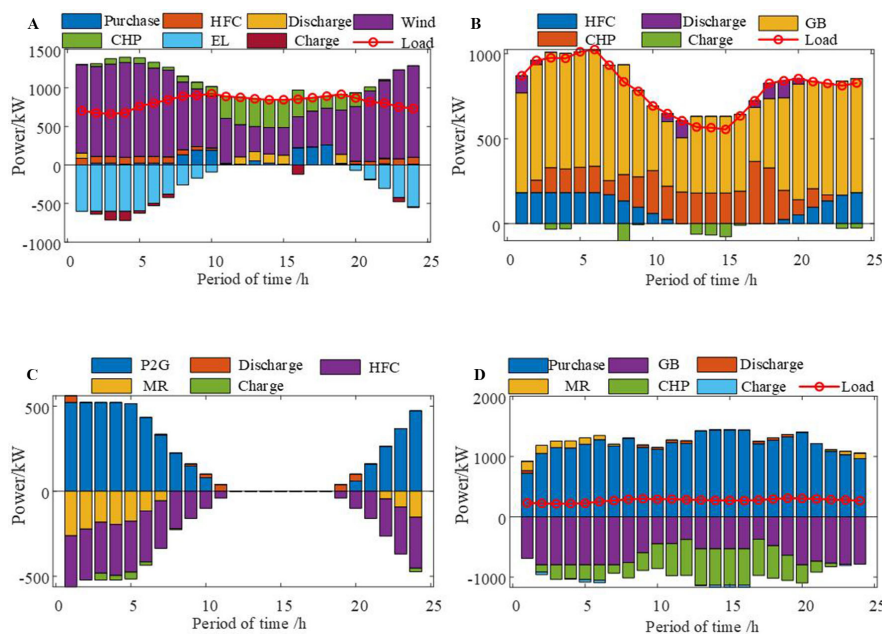 A
Purchase HFC Discharge Wind
CHP EL Charge Load
Power/kW
1500
1000
500
0
-500
-1000
0 5 10 15 20 25
Period of time /h
B
HFC Discharge GB
CHP Charge Load
Power/kW
1000
500
0
0 5 10 15 20 25
Period of time /h
C
P2G Discharge HFC
MR Charge
Power/kW
500
0
-500
0 5 10 15 20 25
Period of time /h
D
Purchase GB Discharge
MR CHP Charge Load
Power/kW
2000
1000
0
-1000
0 5 10 15 20 25
Period of time /h